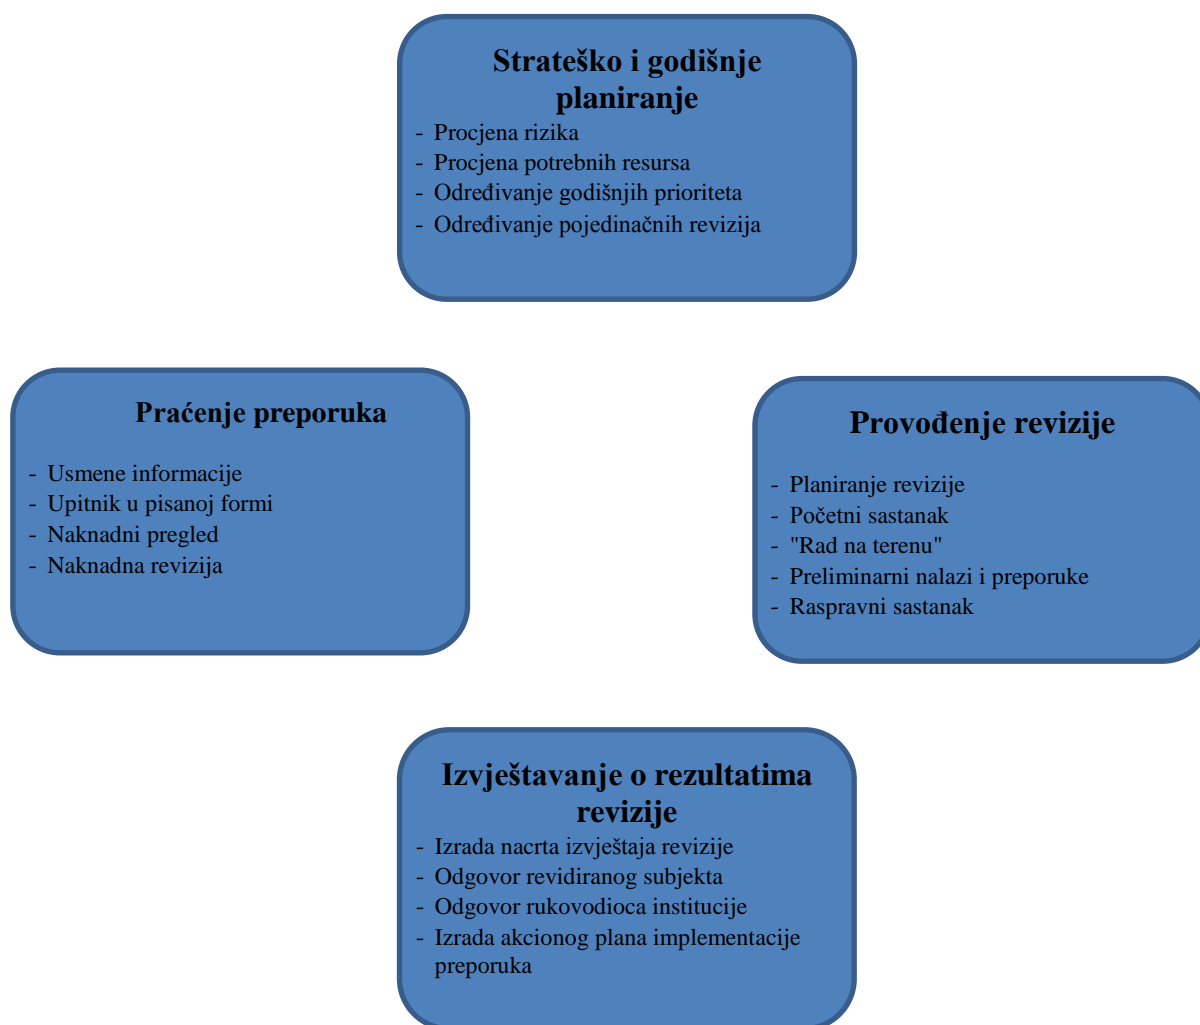 Strateško i godišnje
planiranje
- Procjena rizika
- Procjena potrebnih resursa
- Određivanje godišnjih prioriteta
- Određivanje pojedinačnih revizija
Praćenje preporuka
- Usmene informacije
- Upitnik u pisanoj formi
- Naknadni pregled
- Naknadna revizija
Provođenje revizije
- Planiranje revizije
- Početni sastanak
- "Rad na terenu"
- Preliminarni nalazi i preporuke
- Raspravni sastanak
Izvještavanje o rezultatima
revizije
- Izrada nacrta izvještaja revizije
- Odgovor revidiranog subjekta
- Odgovor rukovodioca institucije
- Izrada akcionog plana implementacije
preporuka